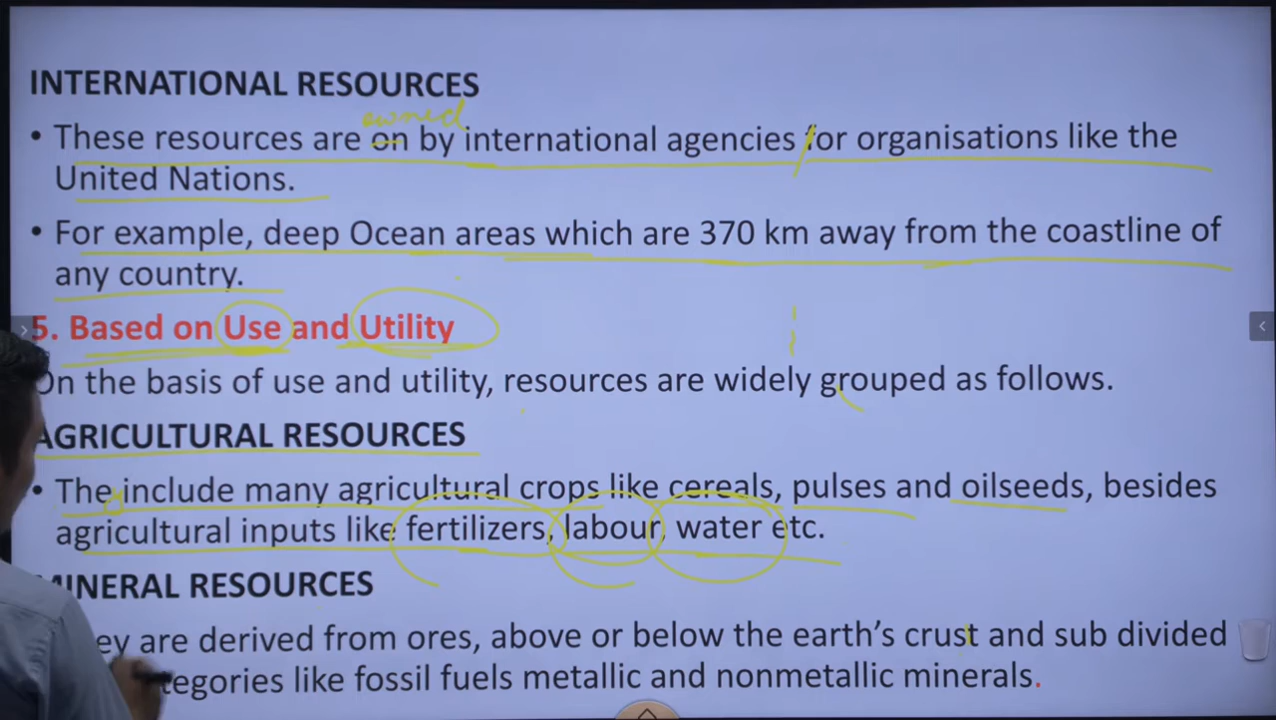 INTERNATIONAL RESOURCES
owned
• These resources are on by international agencies /or organisations like the
United Nations.
• For example, deep Ocean areas which are 370 km away from the coastline of
any country.
5. Based on Use and Utility
On the basis of use and utility, resources are widely grouped as follows.
AGRICULTURAL RESOURCES
• They include many agricultural crops like cereals, pulses and oilseeds, besides
agricultural inputs like fertilizers, labour, water etc.
MINERAL RESOURCES
ey are derived from ores, above or below the earth's crust and sub divided
tegories like fossil fuels metallic and nonmetallic minerals.